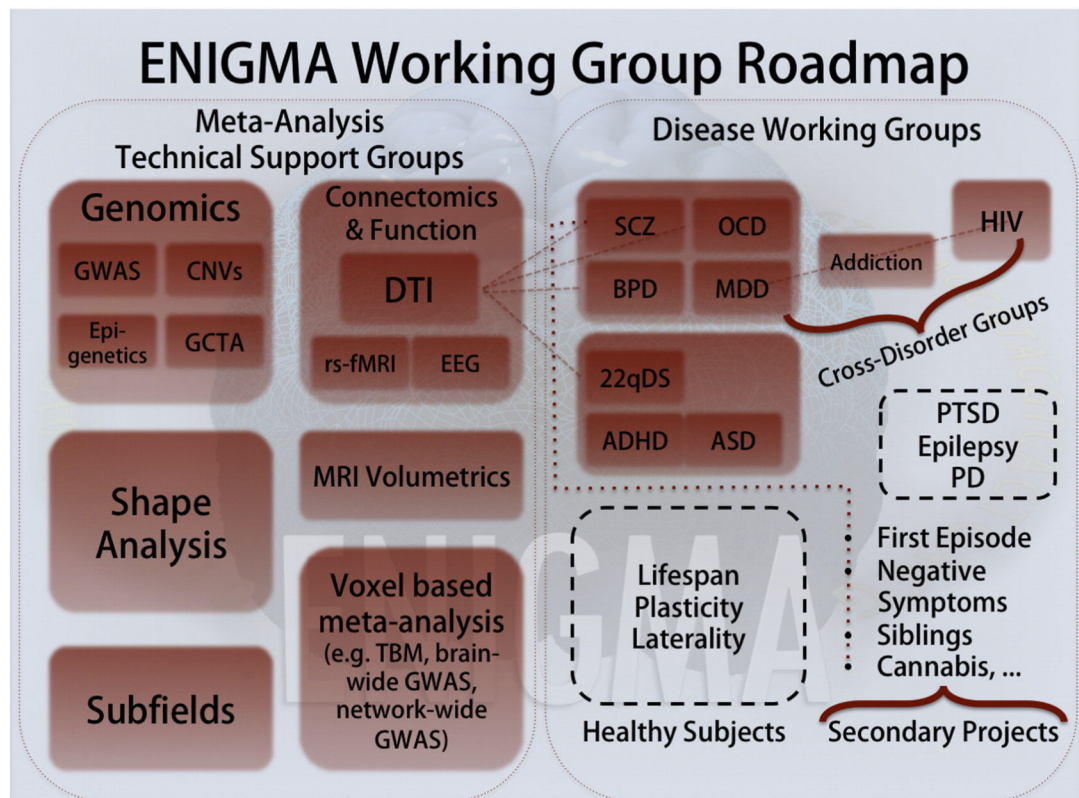 ENIGMA Working Group Roadmap
Meta-Analysis
Technical Support Groups
Genomics
GWAS
CNVs
Epi-
genetics
GCTA
Connectomics
& Function
DTI
rs-fMRI
EEG
Shape
Analysis
MRI Volumetrics
Subfields
Voxel based
meta-analysis
(e.g. TBM, brain-
wide GWAS,
network-wide
GWAS)
Disease Working Groups
SCZ
OCD
BPD
MDD
Addiction
HIV
Cross-Disorder Groups
22qDS
ADHD
ASD
PTSD
Epilepsy
PD
Lifespan
Plasticity
Laterality
Healthy Subjects
• First Episode
• Negative
Symptoms
• Siblings
• Cannabis, ...
Secondary Projects
ENIGMA